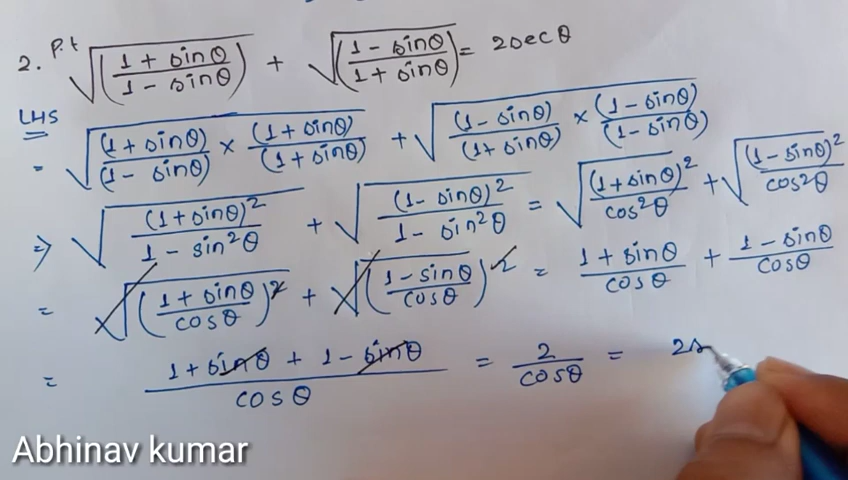 2. P.t √((1 + sinθ)/(1 - sinθ)) + √((1 - sinθ)/(1 + sinθ)) = 2secθ
LHS
= √((1 + sinθ)/(1 - sinθ) × (1 + sinθ)/(1 + sinθ)) + √((1 - sinθ)/(1 + sinθ) × (1 - sinθ)/(1 - sinθ))
⇒ √((1 + sinθ)²/(1 - sin²θ)) + √((1 - sinθ)²/(1 - sin²θ)) = √((1 + sinθ)²/cos²θ) + √((1 - sinθ)²/cos²θ)
= √((1 + sinθ)/cosθ)² + √((1 - sinθ)/cosθ)² = (1 + sinθ)/cosθ + (1 - sinθ)/cosθ
= (1 + sinθ + 1 - sinθ)/cosθ = 2/cosθ = 2s
Abhinav kumar